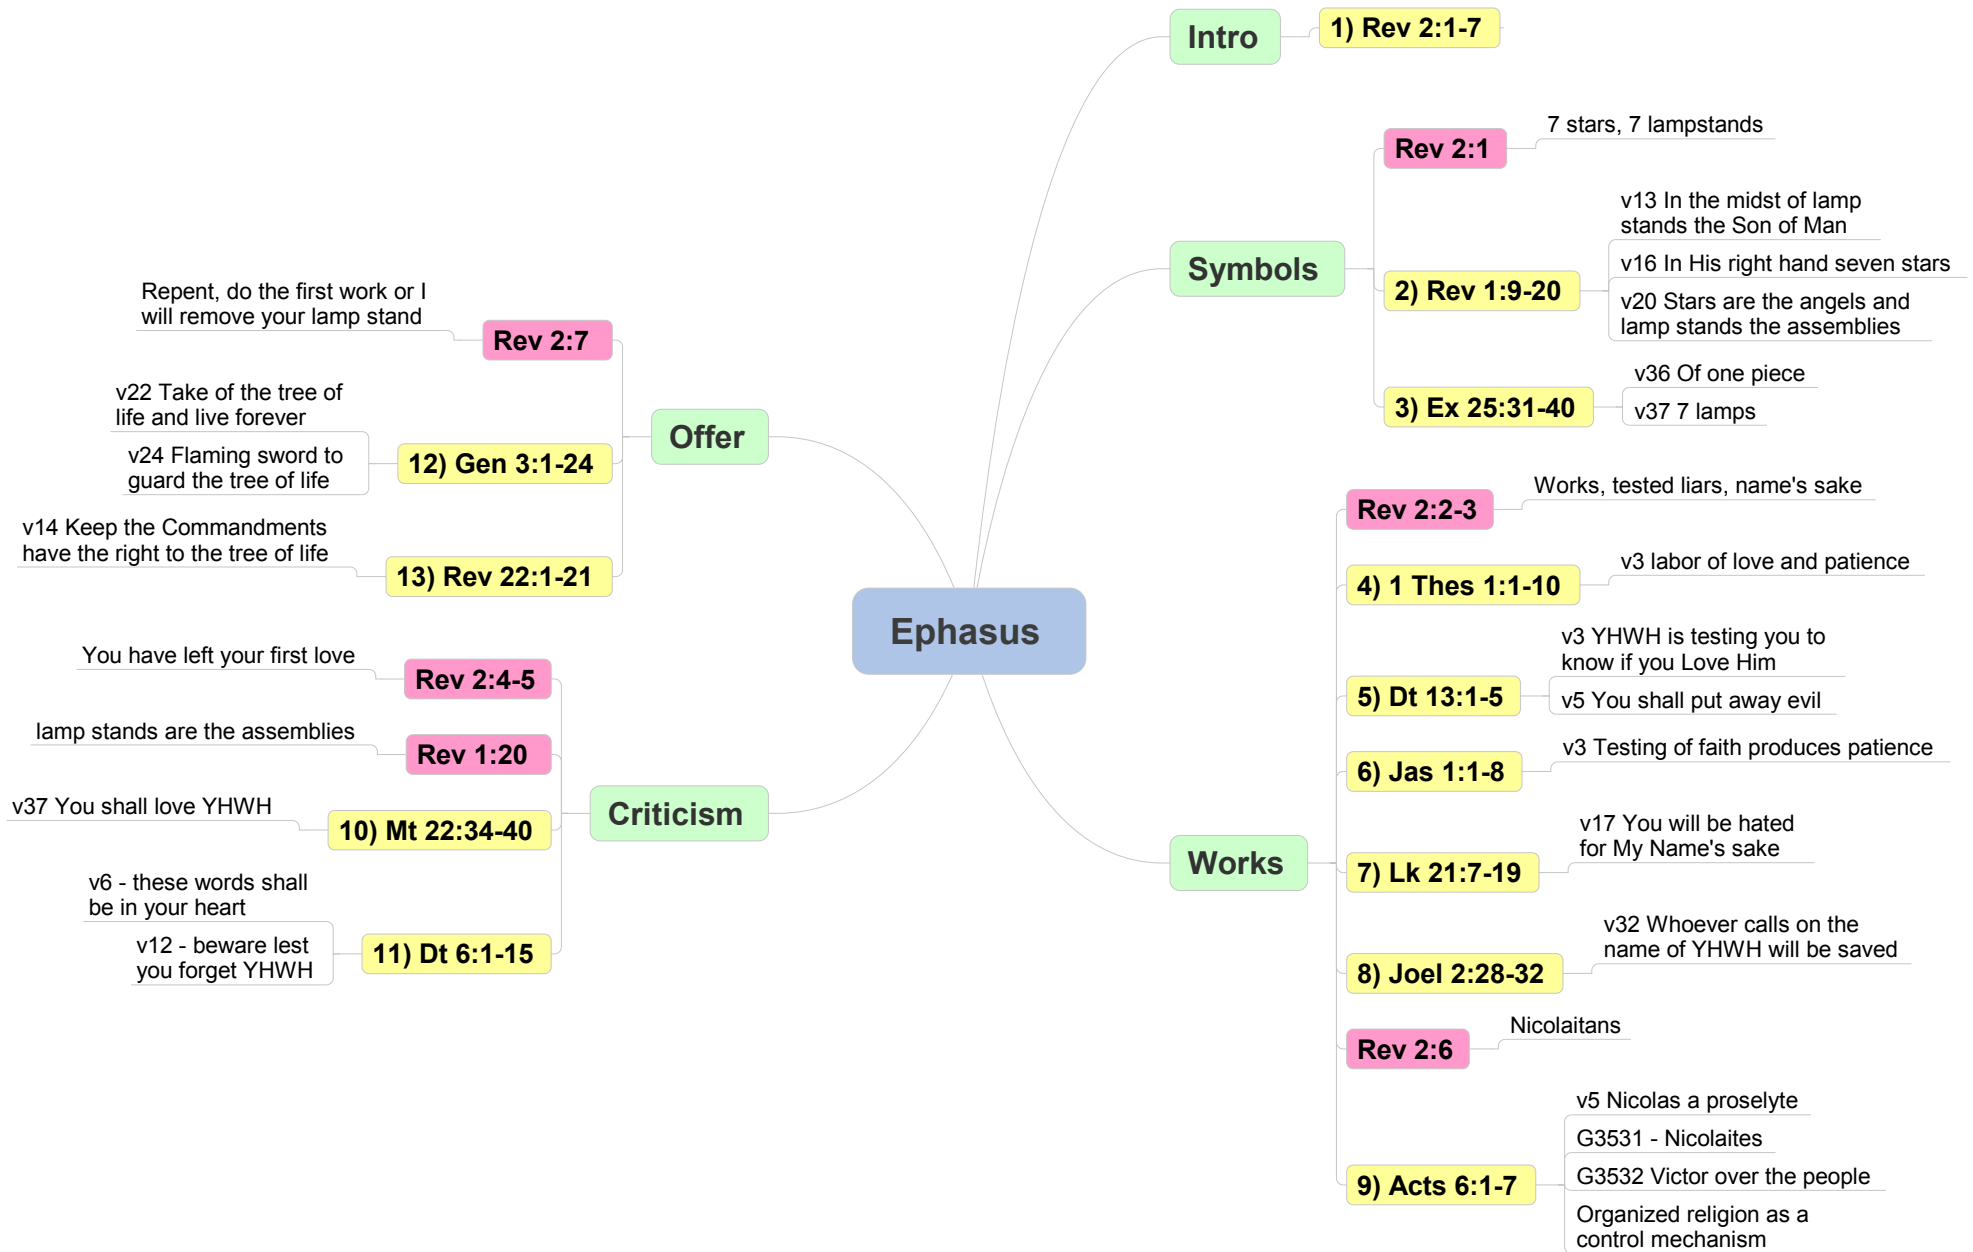 Ephasus
Intro
1) Rev 2:1-7
Symbols
Rev 2:1
7 stars, 7 lampstands
2) Rev 1:9-20
v13 In the midst of lamp
stands the Son of Man
v16 In His right hand seven stars
v20 Stars are the angels and
lamp stands the assemblies
3) Ex 25:31-40
v36 Of one piece
v37 7 lamps
Works
Rev 2:2-3
Works, tested liars, name's sake
4) 1 Thes 1:1-10
v3 labor of love and patience
5) Dt 13:1-5
v3 YHWH is testing you to
know if you Love Him
v5 You shall put away evil
6) Jas 1:1-8
v3 Testing of faith produces patience
7) Lk 21:7-19
v17 You will be hated
for My Name's sake
8) Joel 2:28-32
v32 Whoever calls on the
name of YHWH will be saved
Rev 2:6
Nicolaitans
9) Acts 6:1-7
v5 Nicolas a proselyte
G3531 - Nicolaites
G3532 Victor over the people
Organized religion as a
control mechanism
Criticism
Rev 2:4-5
You have left your first love
Rev 1:20
lamp stands are the assemblies
10) Mt 22:34-40
v37 You shall love YHWH
11) Dt 6:1-15
v6 - these words shall
be in your heart
v12 - beware lest
you forget YHWH
Offer
Rev 2:7
Repent, do the first work or I
will remove your lamp stand
12) Gen 3:1-24
v22 Take of the tree of
life and live forever
v24 Flaming sword to
guard the tree of life
13) Rev 22:1-21
v14 Keep the Commandments
have the right to the tree of life